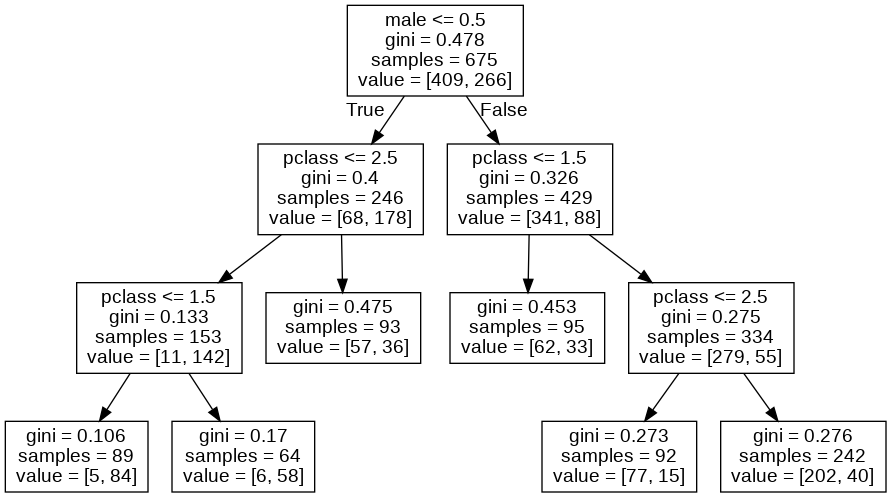 male <= 0.5
gini = 0.478
samples = 675
value = [409, 266]
True
False
pclass <= 2.5
gini = 0.4
samples = 246
value = [68, 178]
pclass <= 1.5
gini = 0.326
samples = 429
value = [341, 88]
pclass <= 1.5
gini = 0.133
samples = 153
value = [11, 142]
gini = 0.475
samples = 93
value = [57, 36]
gini = 0.453
samples = 95
value = [62, 33]
pclass <= 2.5
gini = 0.275
samples = 334
value = [279, 55]
gini = 0.106
samples = 89
value = [5, 84]
gini = 0.17
samples = 64
value = [6, 58]
gini = 0.273
samples = 92
value = [77, 15]
gini = 0.276
samples = 242
value = [202, 40]